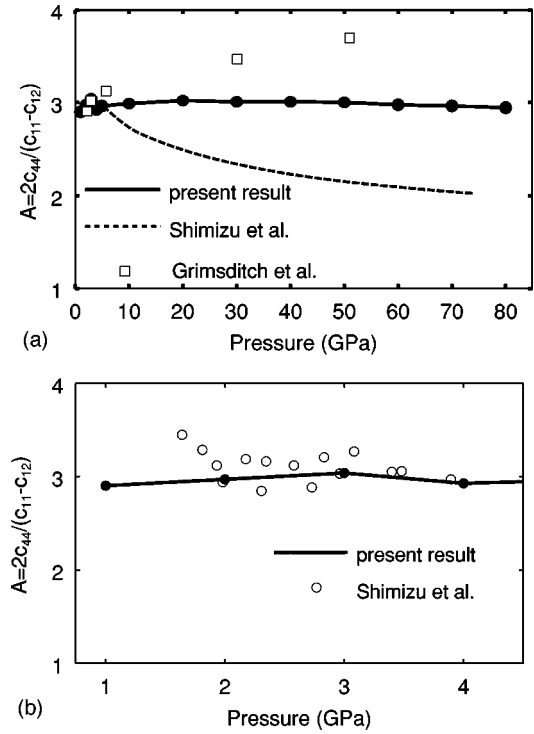 4
3
2
1
A=2c44/(c11-c12)
present result
Shimizu et al.
Grimsditch et al.
0 10 20 30 40 50 60 70 80
(a)
Pressure (GPa)
4
3
2
1
A=2c44/(c11-c12)
present result
Shimizu et al.
1 2 3 4
(b)
Pressure (GPa)